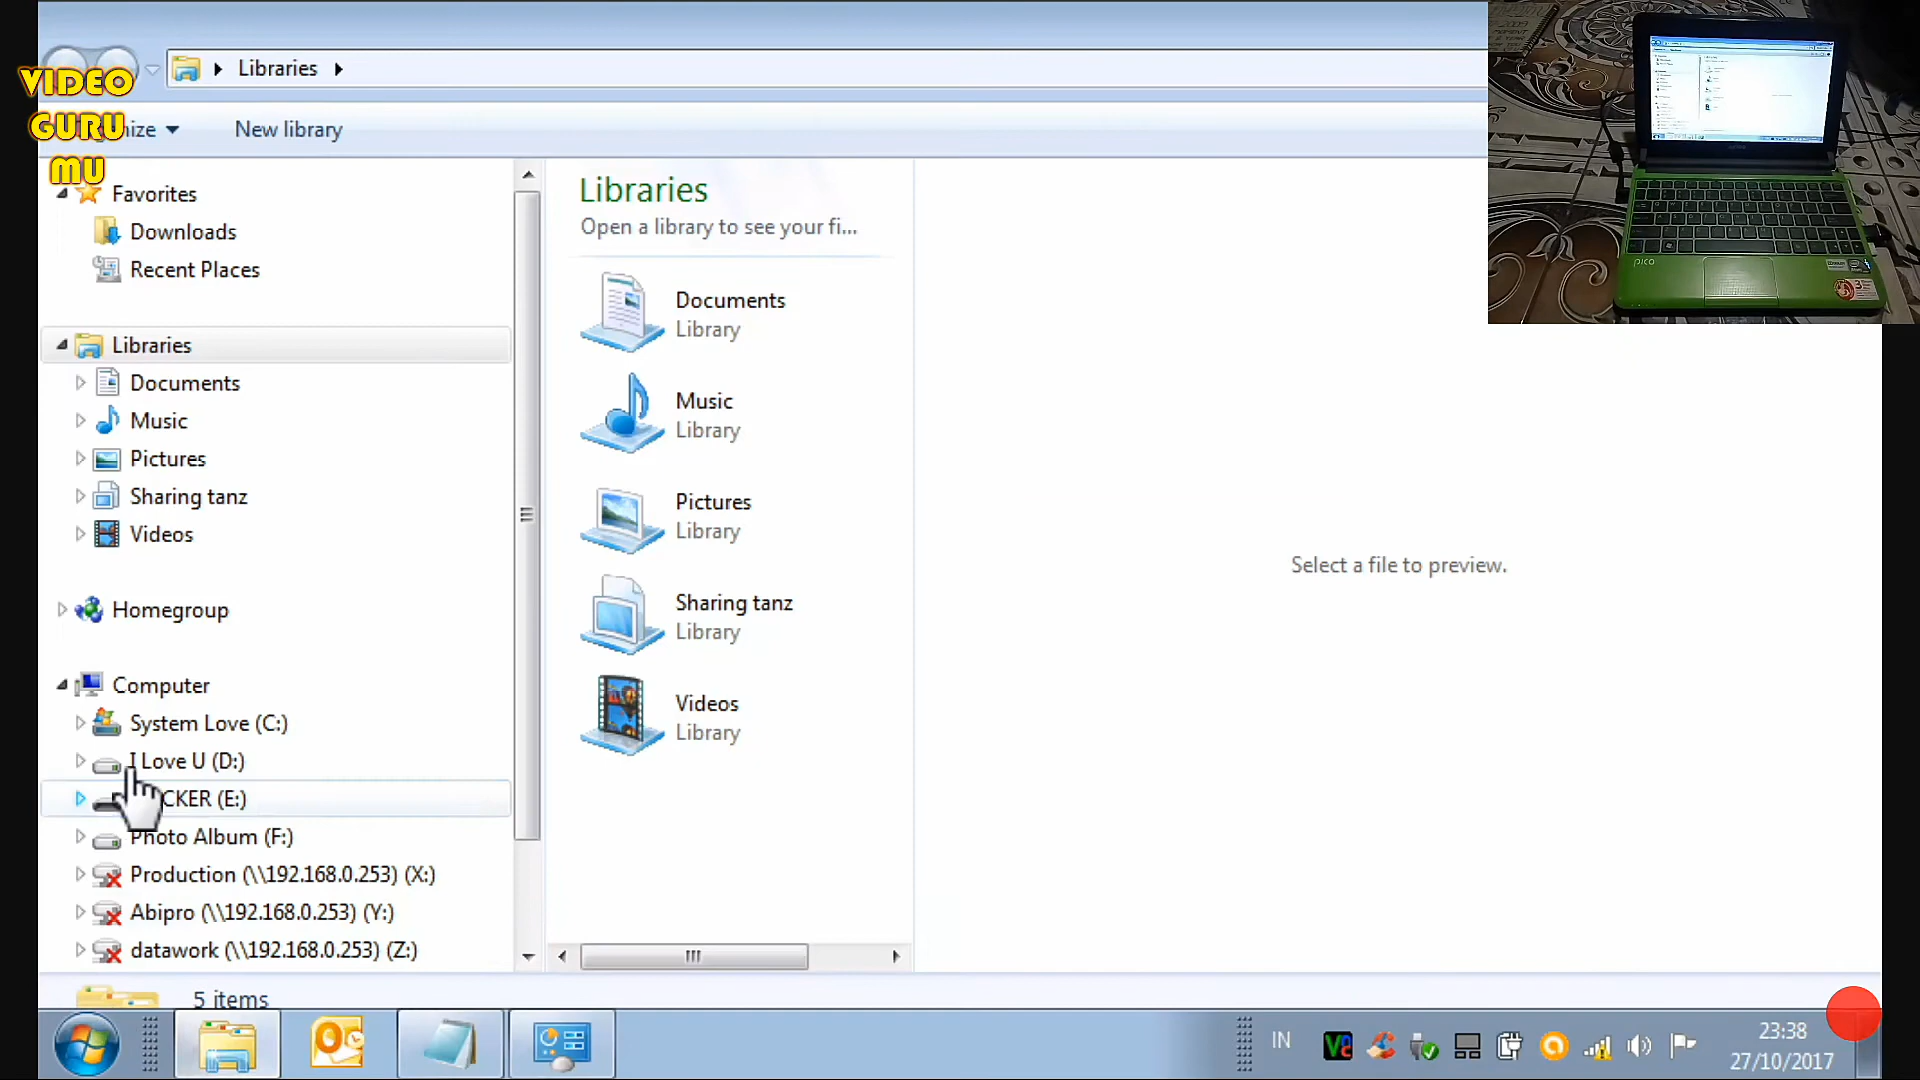 VIDEO
GURU
MU
Libraries
New library
Favorites
Downloads
Recent Places
Libraries
Documents
Music
Pictures
Sharing tanz
Videos
Homegroup
Computer
System Love (C:)
I Love U (D:)
CKER (E:)
Photo Album (F:)
Production (\\192.168.0.253) (X:)
Abipro (\\192.168.0.253) (Y:)
datawork (\\192.168.0.253) (Z:)
Libraries
Open a library to see your fi...
Documents
Library
Music
Library
Pictures
Library
Sharing tanz
Library
Videos
Library
Select a file to preview.
5 items
IN
23:38
27/10/2017
pico